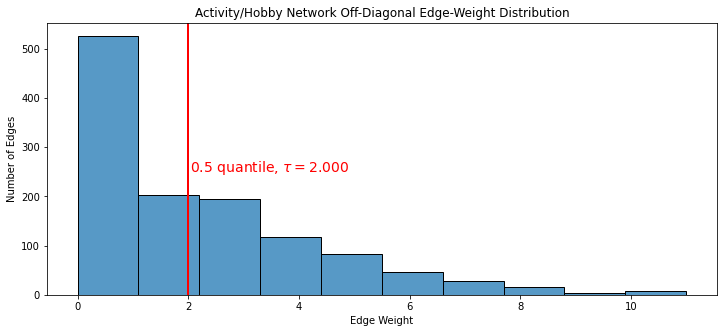 Activity/Hobby Network Off-Diagonal Edge-Weight Distribution
Number of Edges
500
400
300
200
100
0
0.5 quantile, τ = 2.000
0 2 4 6 8 10
Edge Weight